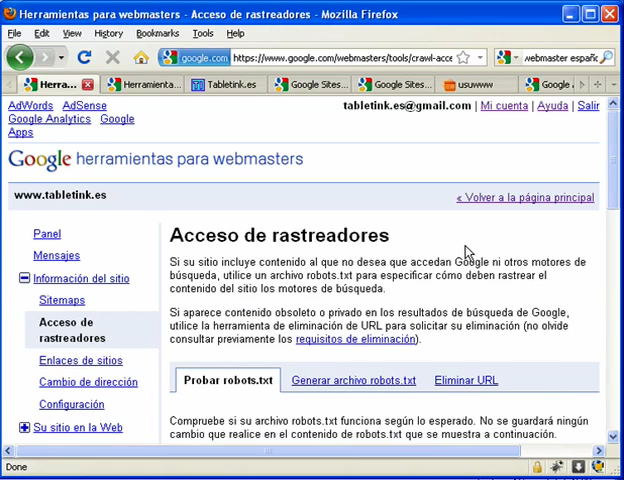 Herramientas para webmasters - Acceso de rastreadores - Mozilla Firefox
File Edit View History Bookmarks Tools Help
google.com https://www.google.com/webmasters/tools/crawl-acce webmaster españo
Herra... Herramienta... Tabletink.es Google Sites... Google Sites... usuwww Google
AdWords AdSense
Google Analytics Google
Apps
tabletink.es@gmail.com | Mi cuenta | Ayuda | Salir
Google herramientas para webmasters
www.tabletink.es
« Volver a la página principal
Panel
Mensajes
Información del sitio
Sitemaps
Acceso de
rastreadores
Enlaces de sitios
Cambio de dirección
Configuración
Su sitio en la Web
Acceso de rastreadores
Si su sitio incluye contenido al que no desea que accedan Google ni otros motores de
búsqueda, utilice un archivo robots.txt para especificar cómo deben rastrear el
contenido del sitio los motores de búsqueda.
Si aparece contenido obsoleto o privado en los resultados de búsqueda de Google,
utilice la herramienta de eliminación de URL para solicitar su eliminación (no olvide
consultar previamente los requisitos de eliminación).
Probar robots.txt Generar archivo robots.txt Eliminar URL
Compruebe si su archivo robots.txt funciona según lo esperado. No se guardará ningún
cambio que realice en el contenido de robots.txt que se muestra a continuación.
Done